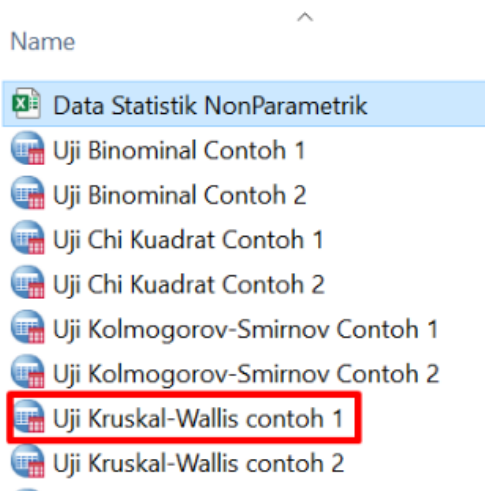 Name
Data Statistik NonParametrik
Uji Binominal Contoh 1
Uji Binominal Contoh 2
Uji Chi Kuadrat Contoh 1
Uji Chi Kuadrat Contoh 2
Uji Kolmogorov-Smirnov Contoh 1
Uji Kolmogorov-Smirnov Contoh 2
Uji Kruskal-Wallis contoh 1
Uji Kruskal-Wallis contoh 2